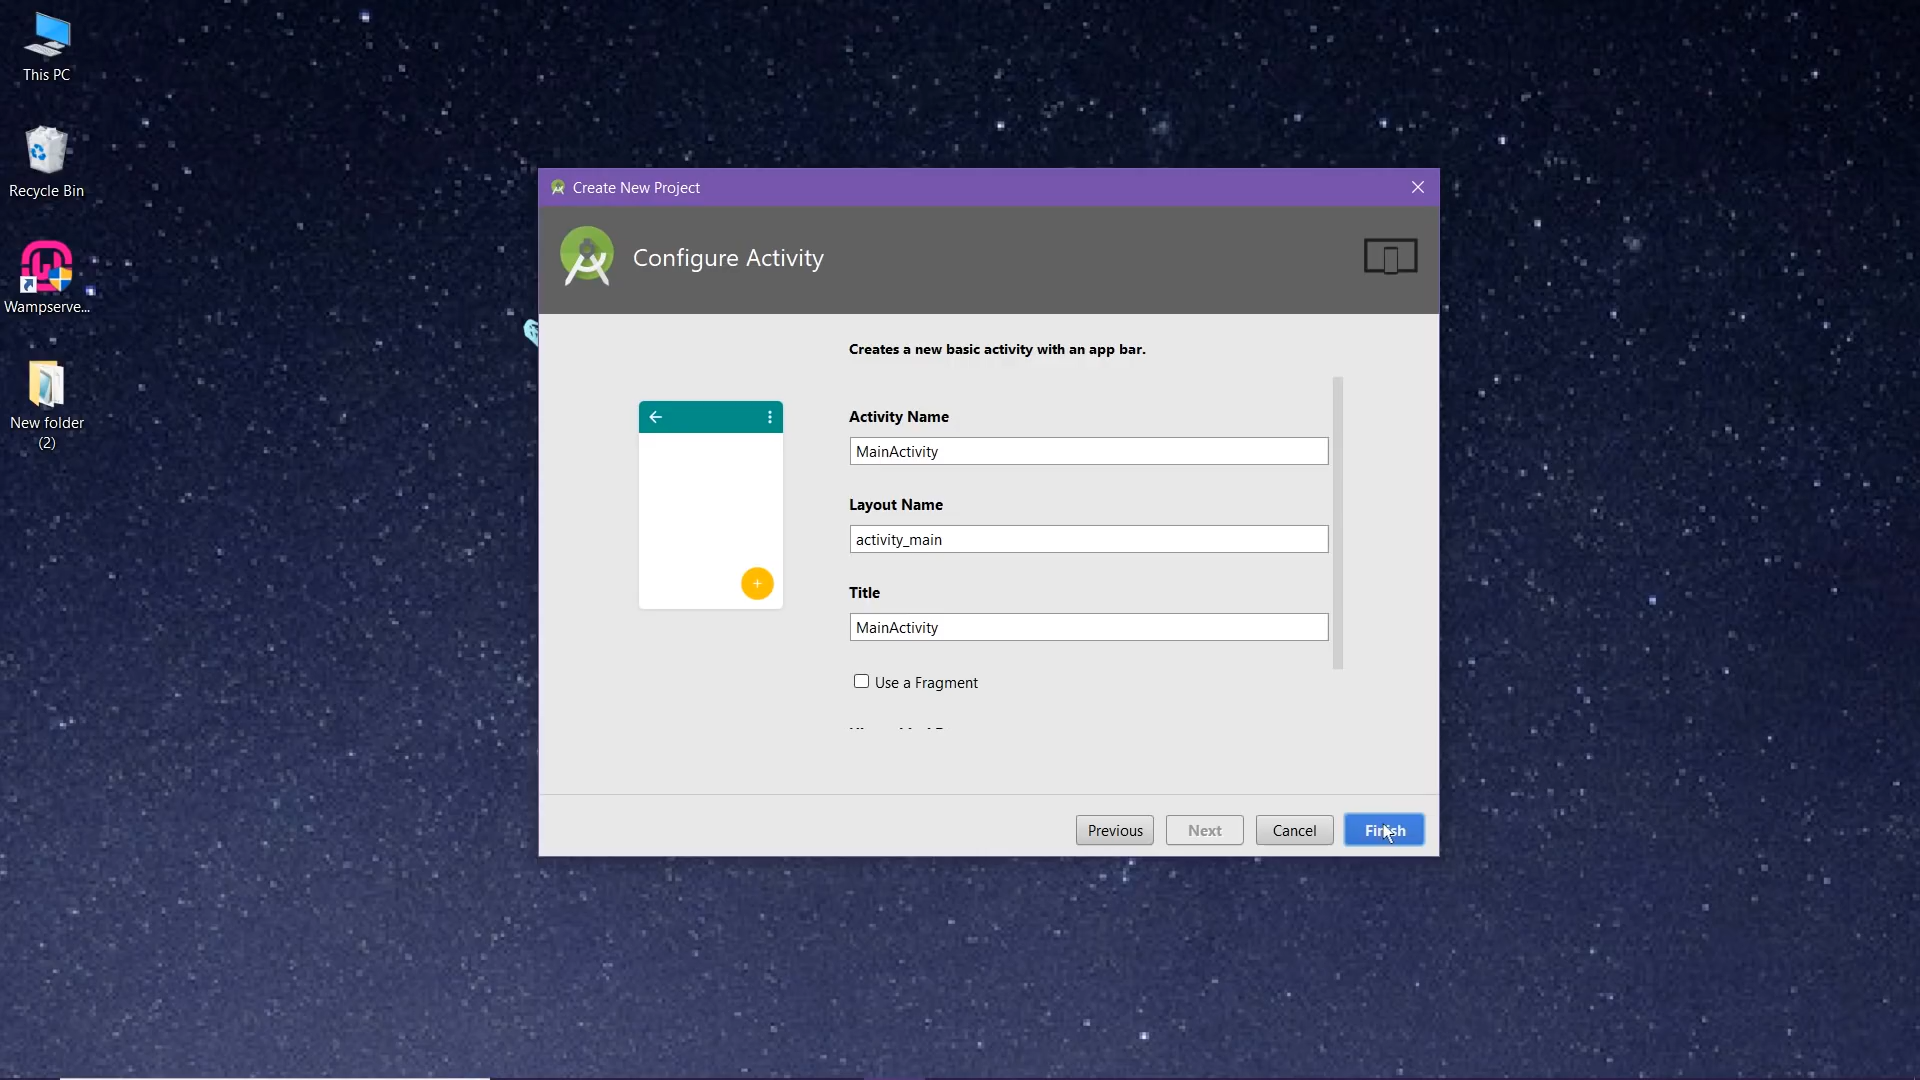 This PC
Recycle Bin
Wampserve...
New folder
(2)
Create New Project
Configure Activity
Creates a new basic activity with an app bar.
Activity Name
MainActivity
Layout Name
activity_main
Title
MainActivity
Use a Fragment
Previous
Next
Cancel
Finish